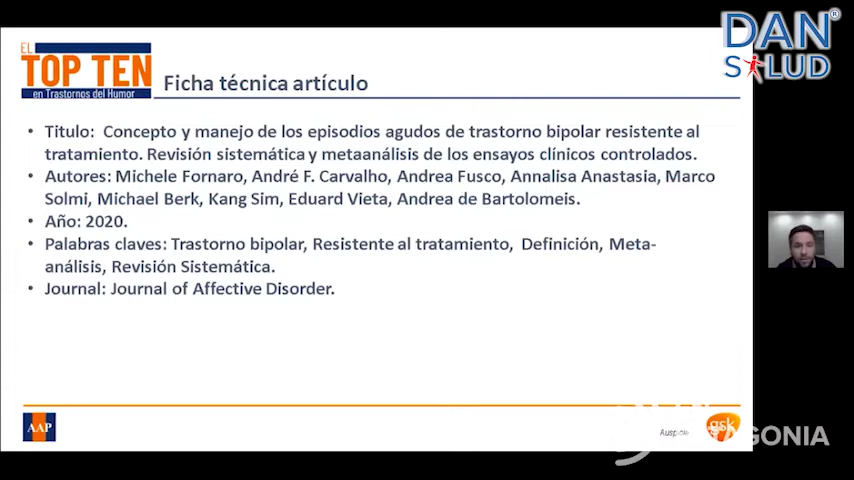 DAN
SALUD
EL
TOP TEN
en Trastornos del Humor
Ficha técnica artículo
• Titulo: Concepto y manejo de los episodios agudos de trastorno bipolar resistente al
tratamiento. Revisión sistemática y metaanálisis de los ensayos clínicos controlados.
• Autores: Michele Fornaro, André F. Carvalho, Andrea Fusco, Annalisa Anastasia, Marco
Solmi, Michael Berk, Kang Sim, Eduard Vieta, Andrea de Bartolomeis.
• Año: 2020.
• Palabras claves: Trastorno bipolar, Resistente al tratamiento, Definición, Meta-
análisis, Revisión Sistemática.
• Journal: Journal of Affective Disorder.
AAP
gsk